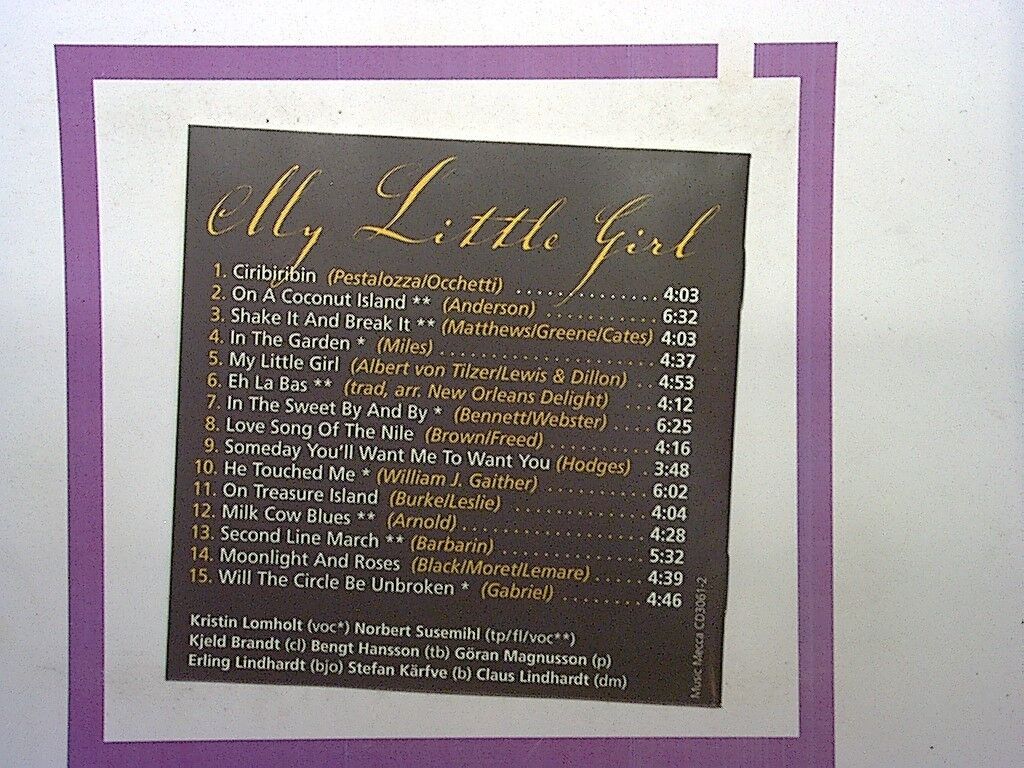 My Little Girl
1. Ciribiribin (Pestalozza/Occhetti) .............. 4:03
2. On A Coconut Island ** (Anderson) ........... 6:32
3. Shake It And Break It ** (Matthews/Greene/Cates) 4:03
4. In The Garden * (Miles) ..................... 4:37
5. My Little Girl (Albert von Tilzer/Lewis & Dillon) .. 4:53
6. Eh La Bas ** (trad, arr. New Orleans Delight) ... 4:12
7. In The Sweet By And By * (Bennett/Webster) .... 6:25
8. Love Song Of The Nile (Brown/Freed) .......... 4:16
9. Someday You'll Want Me To Want You (Hodges) . 3:48
10. He Touched Me * (William J. Gaither) .......... 6:02
11. On Treasure Island (Burke/Leslie) ............. 4:04
12. Milk Cow Blues ** (Arnold) .................. 4:28
13. Second Line March ** (Barbarin) .............. 5:32
14. Moonlight And Roses (Black/Moret/Lemare) ..... 4:39
15. Will The Circle Be Unbroken * (Gabriel) ........ 4:46
Kristin Lomholt (voc*) Norbert Susemihl (tp/fl/voc**)
Kjeld Brandt (cl) Bengt Hansson (tb) Göran Magnusson (p)
Erling Lindhardt (bjo) Stefan Kärfve (b) Claus Lindhardt (dm)
Music Mecca CD3061-2